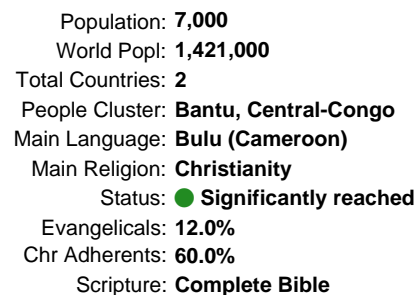 Population: 7,000
World Popl: 1,421,000
Total Countries: 2
People Cluster: Bantu, Central-Congo
Main Language: Bulu (Cameroon)
Main Religion: Christianity
Status: Significantly reached
Evangelicals: 12.0%
Chr Adherents: 60.0%
Scripture: Complete Bible